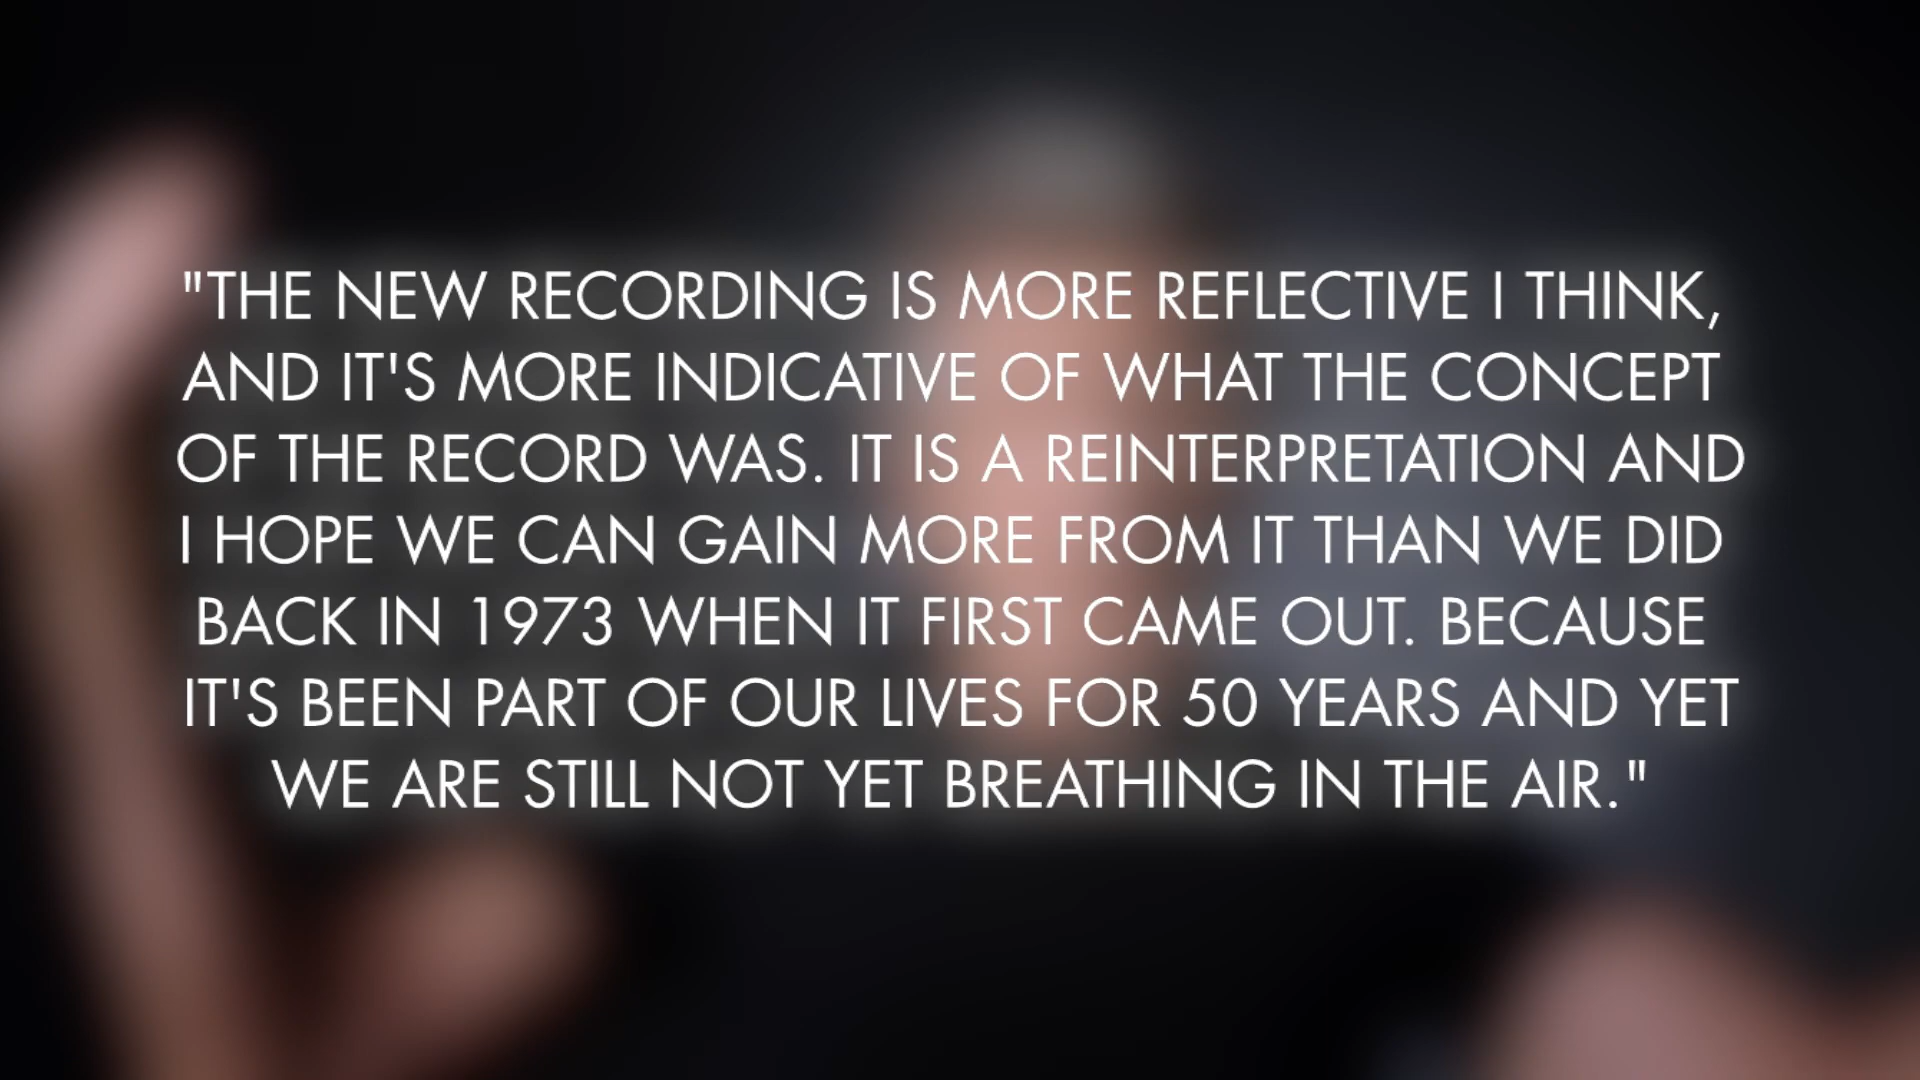 "THE NEW RECORDING IS MORE REFLECTIVE I THINK,
AND IT'S MORE INDICATIVE OF WHAT THE CONCEPT
OF THE RECORD WAS. IT IS A REINTERPRETATION AND
I HOPE WE CAN GAIN MORE FROM IT THAN WE DID
BACK IN 1973 WHEN IT FIRST CAME OUT. BECAUSE
IT'S BEEN PART OF OUR LIVES FOR 50 YEARS AND YET
WE ARE STILL NOT YET BREATHING IN THE AIR."